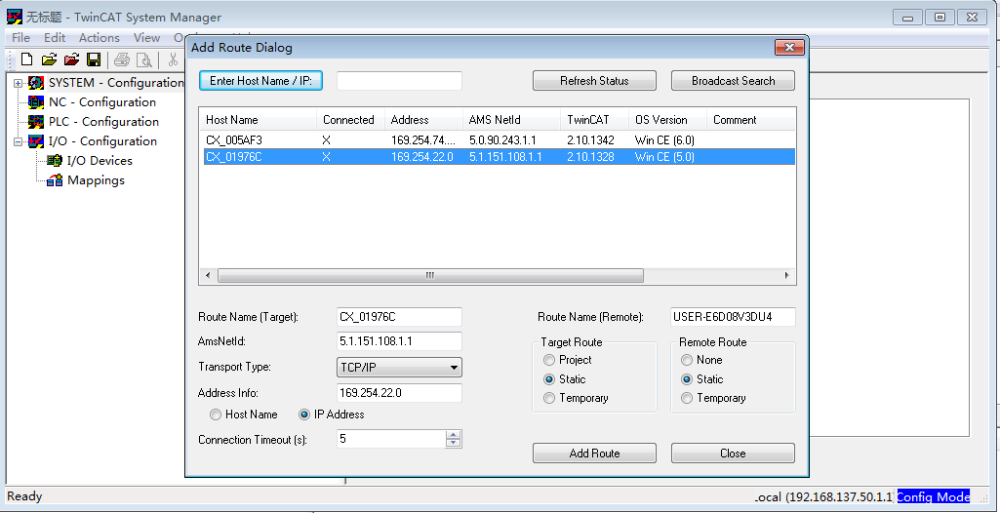 无标题 - TwinCAT System Manager
File Edit Actions View
Add Route Dialog
Enter Host Name / IP:
Refresh Status
Broadcast Search
SYSTEM - Configuration
NC - Configuration
PLC - Configuration
I/O - Configuration
I/O Devices
Mappings
Host Name Connected Address AMS NetId TwinCAT OS Version Comment
CX_005AF3 X 169.254.74.... 5.0.90.243.1.1 2.10.1342 Win CE (6.0)
CX_01976C X 169.254.22.0 5.1.151.108.1.1 2.10.1328 Win CE (5.0)
Route Name (Target): CX_01976C
Route Name (Remote): USER-E6D08V3DU4
AmsNetId: 5.1.151.108.1.1
Transport Type: TCP/IP
Address Info: 169.254.22.0
Host Name IP Address
Connection Timeout (s): 5
Target Route
Project
Static
Temporary
Remote Route
None
Static
Temporary
Add Route
Close
Ready
.ocal (192.168.137.50.1.1) Config Mode